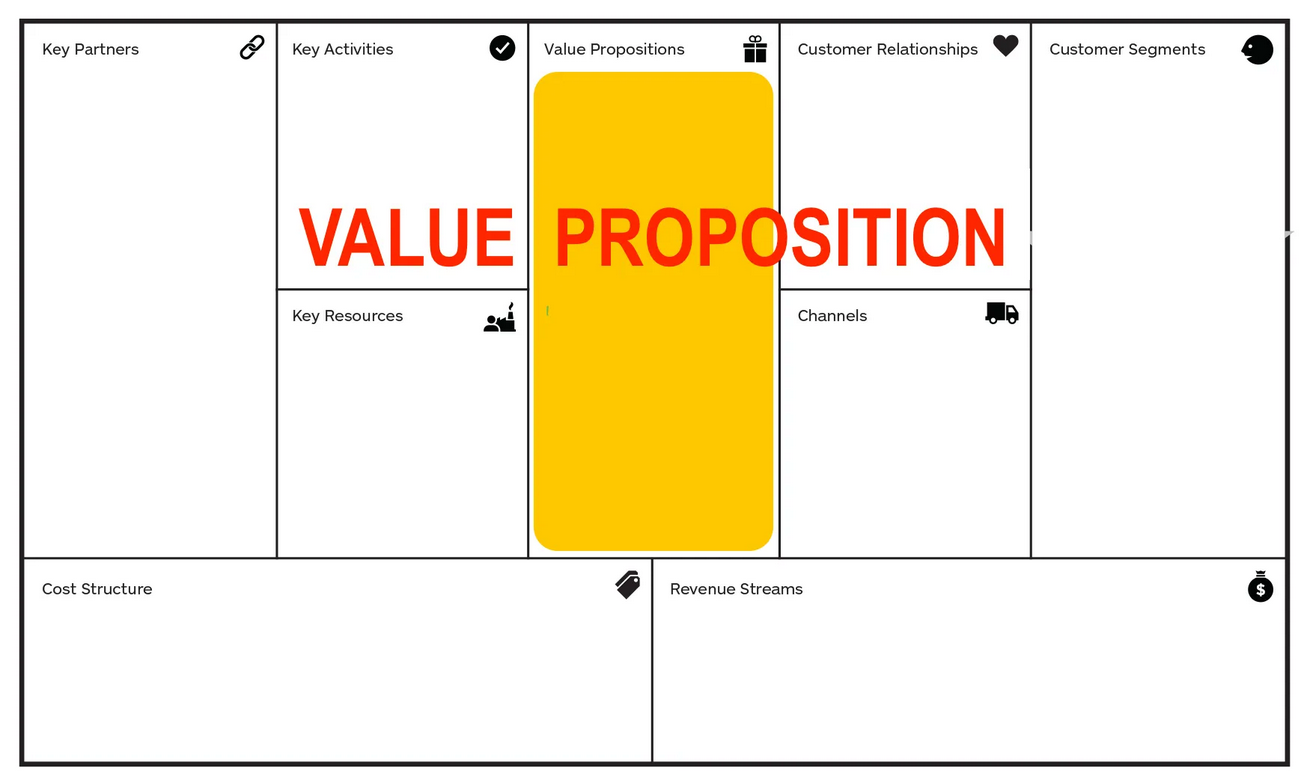 Key Partners
Key Activities
Value Propositions
Customer Relationships
Customer Segments
VALUE PROPOSITION
Key Resources
Channels
Cost Structure
Revenue Streams
$